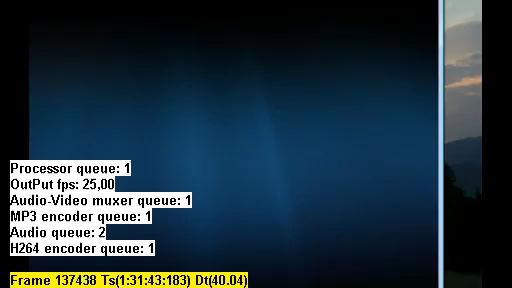 Processor queue: 1
OutPut fps: 25,00
Audio-Video muxer queue: 1
MP3 encoder queue: 1
Audio queue: 2
H264 encoder queue: 1
Frame 137438 Ts(1:31:43:183) Dt(40.04)